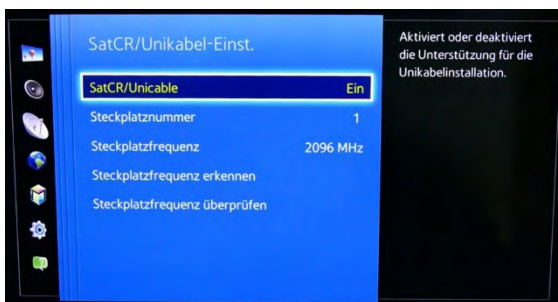 SatCR/Unikabel-Einst.
SatCR/Unicable Ein
Steckplatznummer 1
Steckplatzfrequenz 2096 MHz
Steckplatzfrequenz erkennen
Steckplatzfrequenz überprüfen
Aktiviert oder deaktiviert
die Unterstützung für die
Unikabelinstallation.